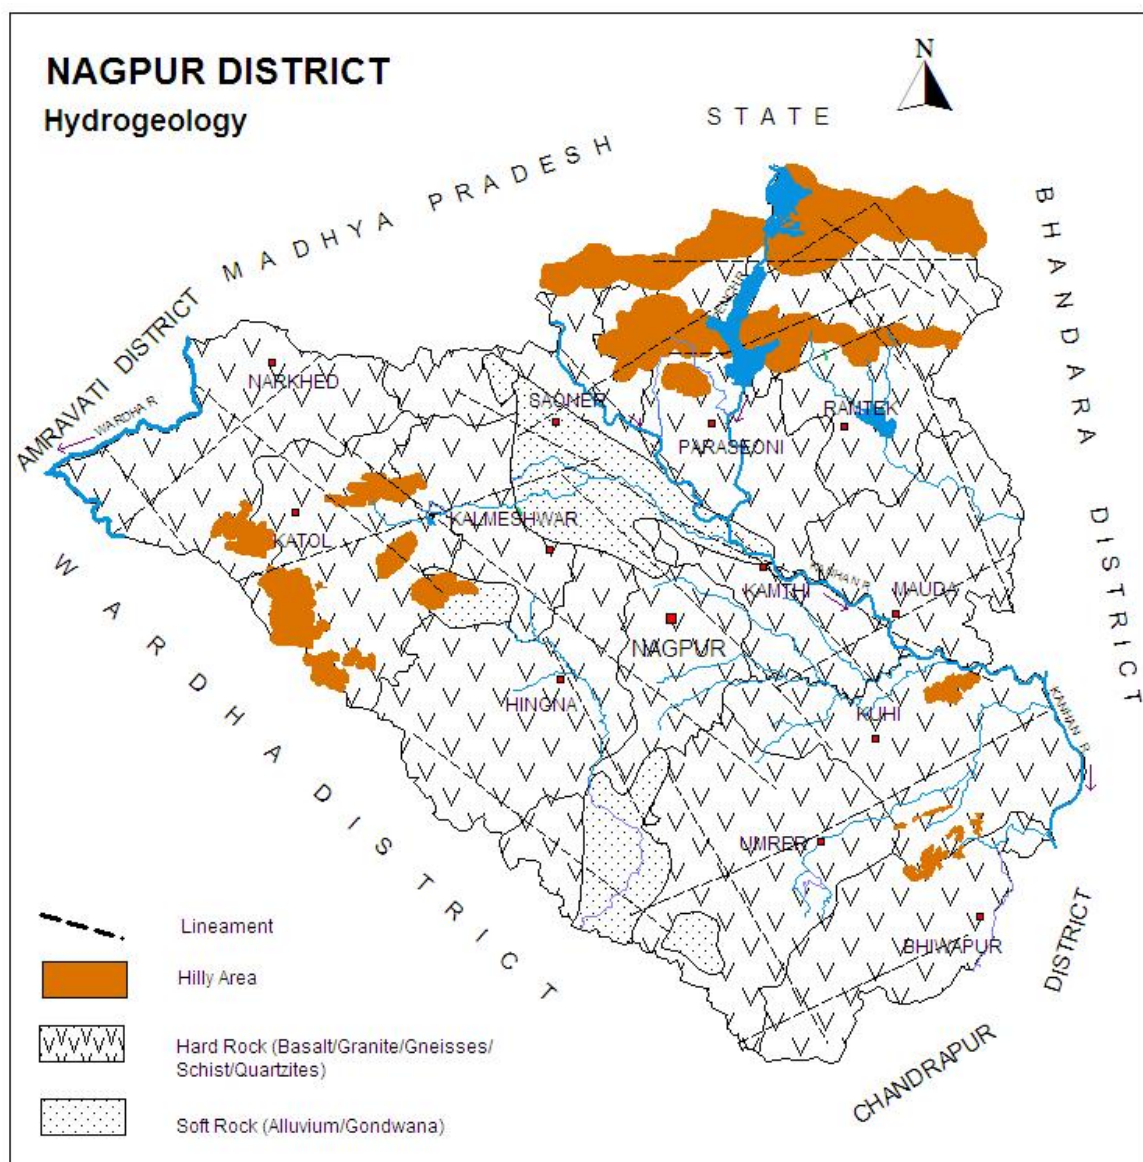 NAGPUR DISTRICT
Hydrogeology
N
MADHYA PRADESH STATE
BHANDARA DISTRICT
AMRAVATI DISTRICT
WARDHA R
NARKHED
SAONER
PARASEONI
RAMTEK
KATOL
KALMESHWAR
KAMTHI
MAUDA
NAGPUR
HINGNA
KUHI
KANHAN R
UMRER
BHIWAPUR
WARDHA DISTRICT
CHANDRAPUR DISTRICT
Lineament
Hilly Area
Hard Rock (Basalt/Granite/Gneisses/
Schist/Quartzites)
Soft Rock (Alluvium/Gondwana)